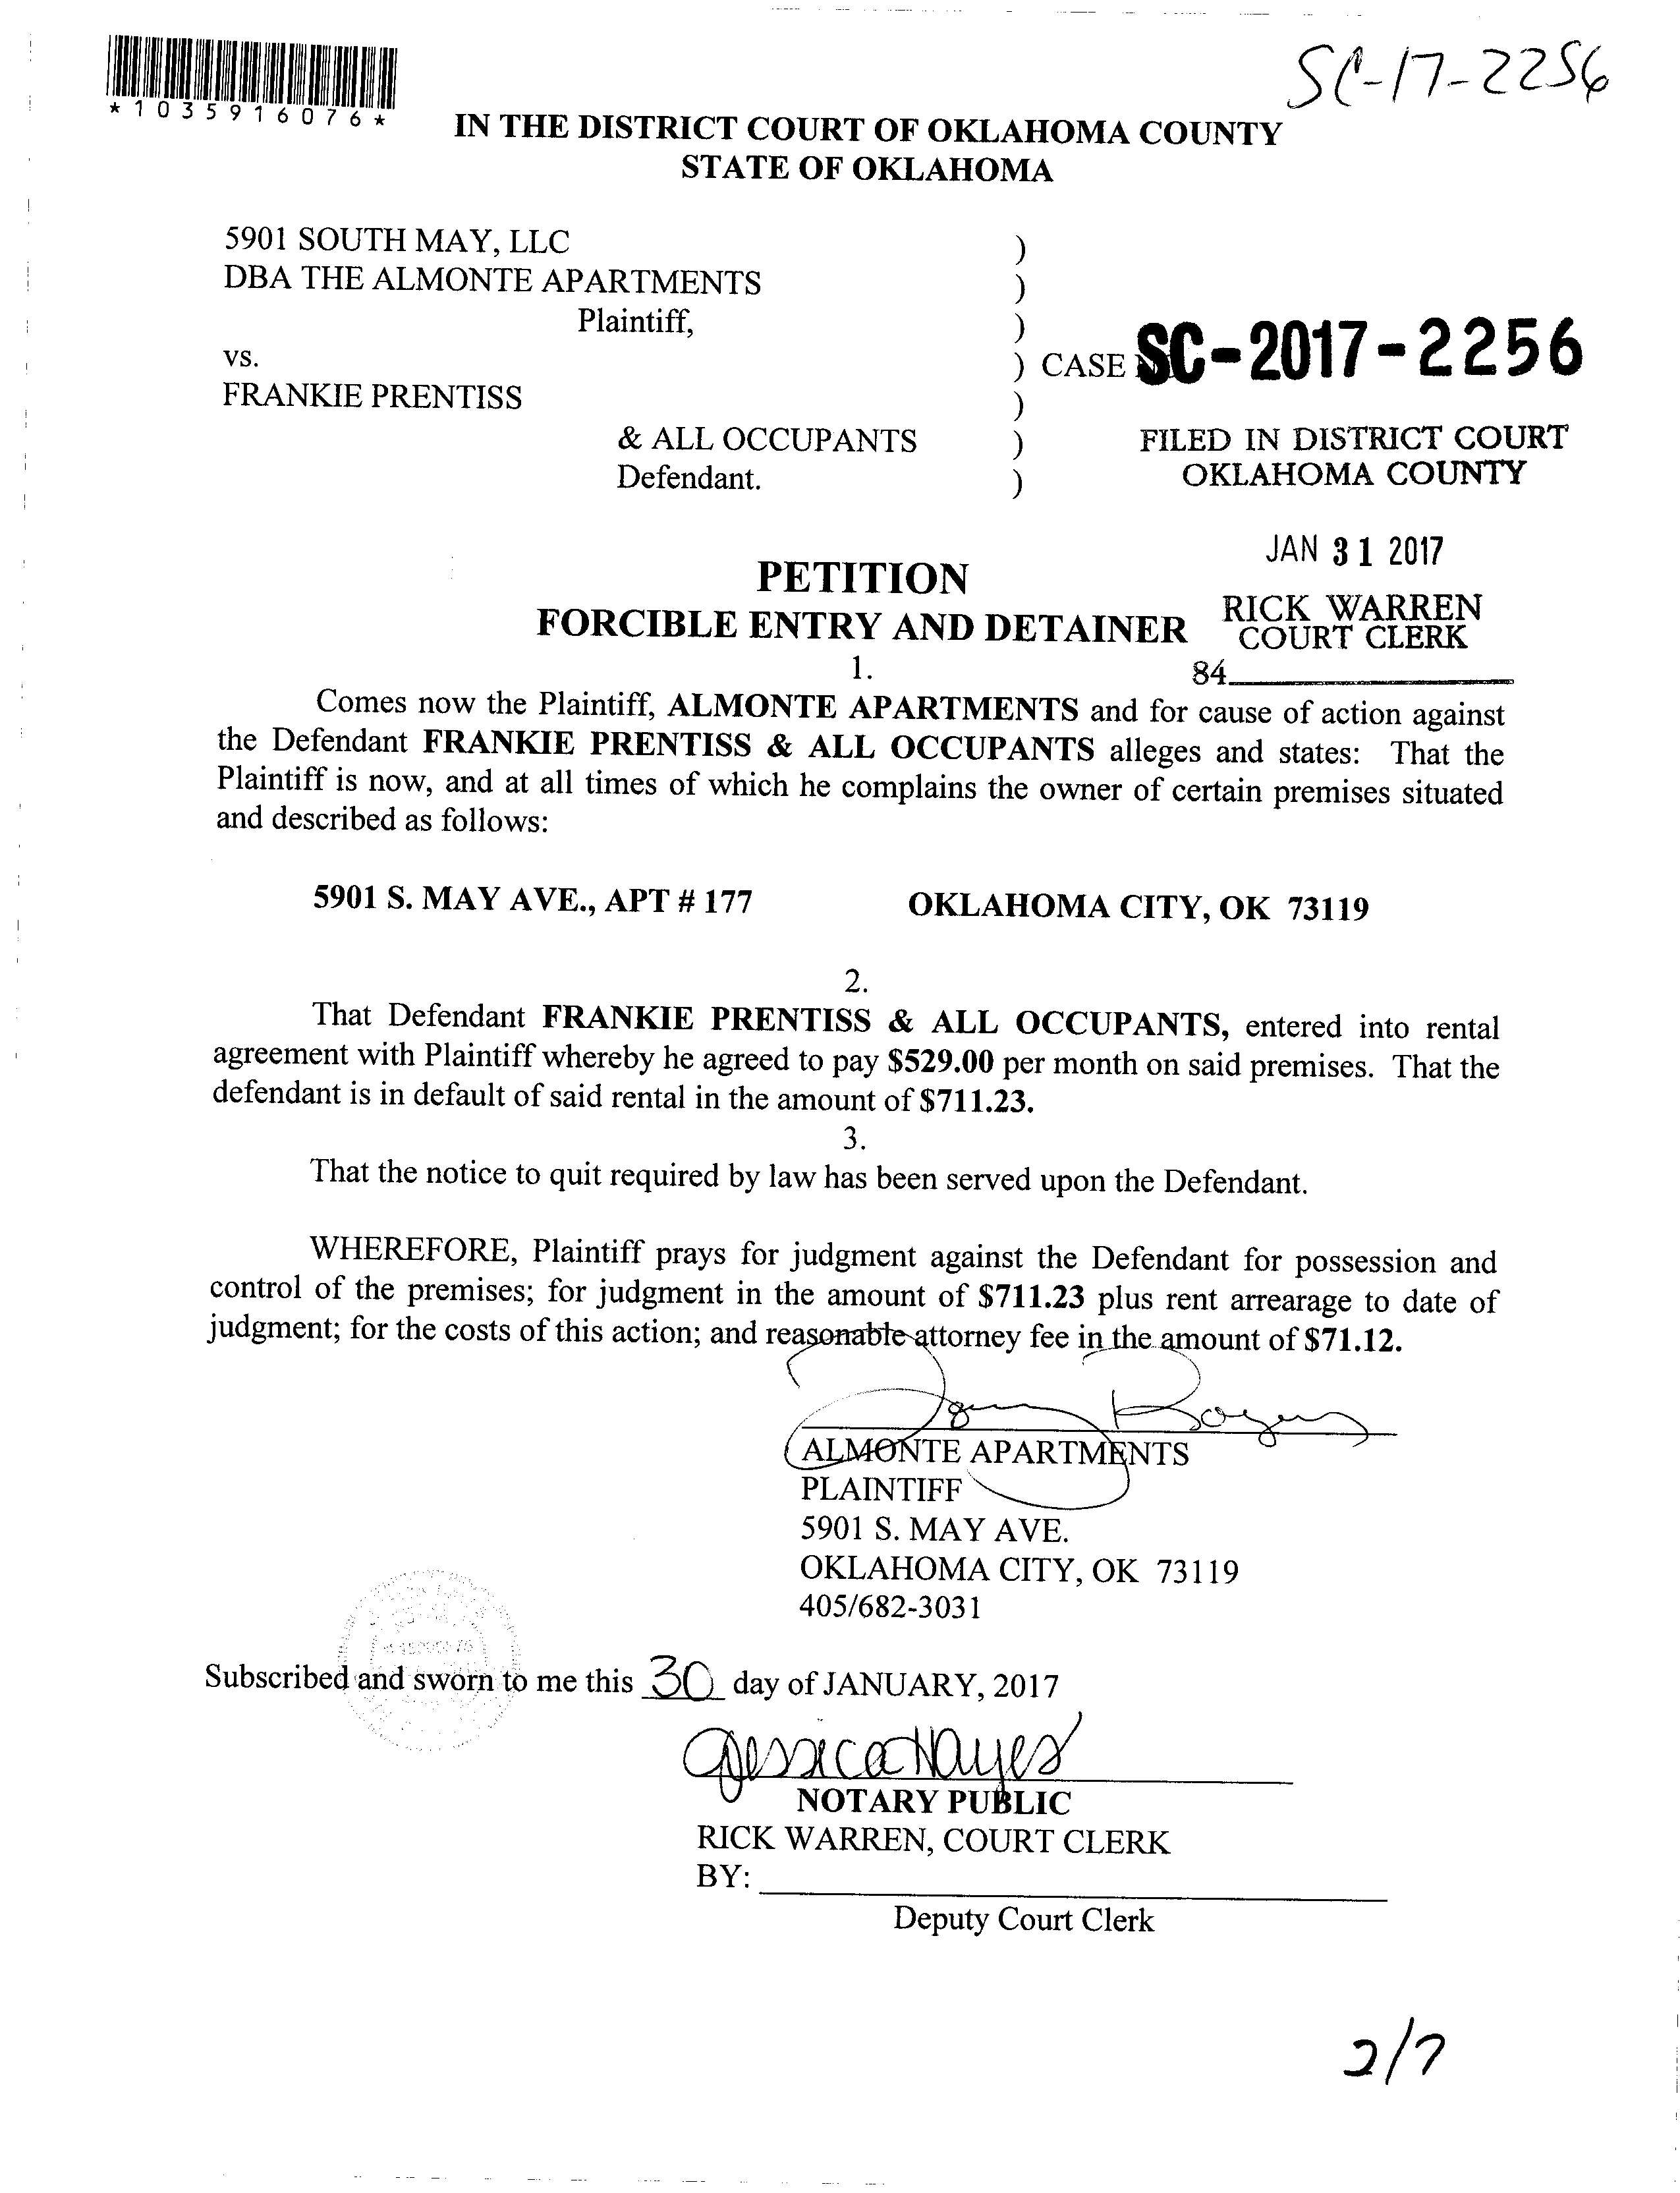 SC-17-2256
*1035916076*
IN THE DISTRICT COURT OF OKLAHOMA COUNTY
STATE OF OKLAHOMA
5901 SOUTH MAY, LLC )
DBA THE ALMONTE APARTMENTS )
Plaintiff, )
vs. ) CASE SC-2017-2256
FRANKIE PRENTISS )
& ALL OCCUPANTS ) FILED IN DISTRICT COURT
Defendant. ) OKLAHOMA COUNTY
JAN 31 2017
PETITION
FORCIBLE ENTRY AND DETAINER
RICK WARREN
COURT CLERK
1.
84
Comes now the Plaintiff, ALMONTE APARTMENTS and for cause of action against
the Defendant FRANKIE PRENTISS & ALL OCCUPANTS alleges and states: That the
Plaintiff is now, and at all times of which he complains the owner of certain premises situated
and described as follows:
5901 S. MAY AVE., APT # 177 OKLAHOMA CITY, OK 73119
2.
That Defendant FRANKIE PRENTISS & ALL OCCUPANTS, entered into rental
agreement with Plaintiff whereby he agreed to pay $529.00 per month on said premises. That the
defendant is in default of said rental in the amount of $711.23.
3.
That the notice to quit required by law has been served upon the Defendant.
WHEREFORE, Plaintiff prays for judgment against the Defendant for possession and
control of the premises; for judgment in the amount of $711.23 plus rent arrearage to date of
judgment; for the costs of this action; and reasonable attorney fee in the amount of $71.12.
ALMONTE APARTMENTS
PLAINTIFF
5901 S. MAY AVE.
OKLAHOMA CITY, OK 73119
405/682-3031
Subscribed and sworn to me this 30 day of JANUARY, 2017
Jessica Hayes
NOTARY PUBLIC
RICK WARREN, COURT CLERK
BY:
Deputy Court Clerk
2/7